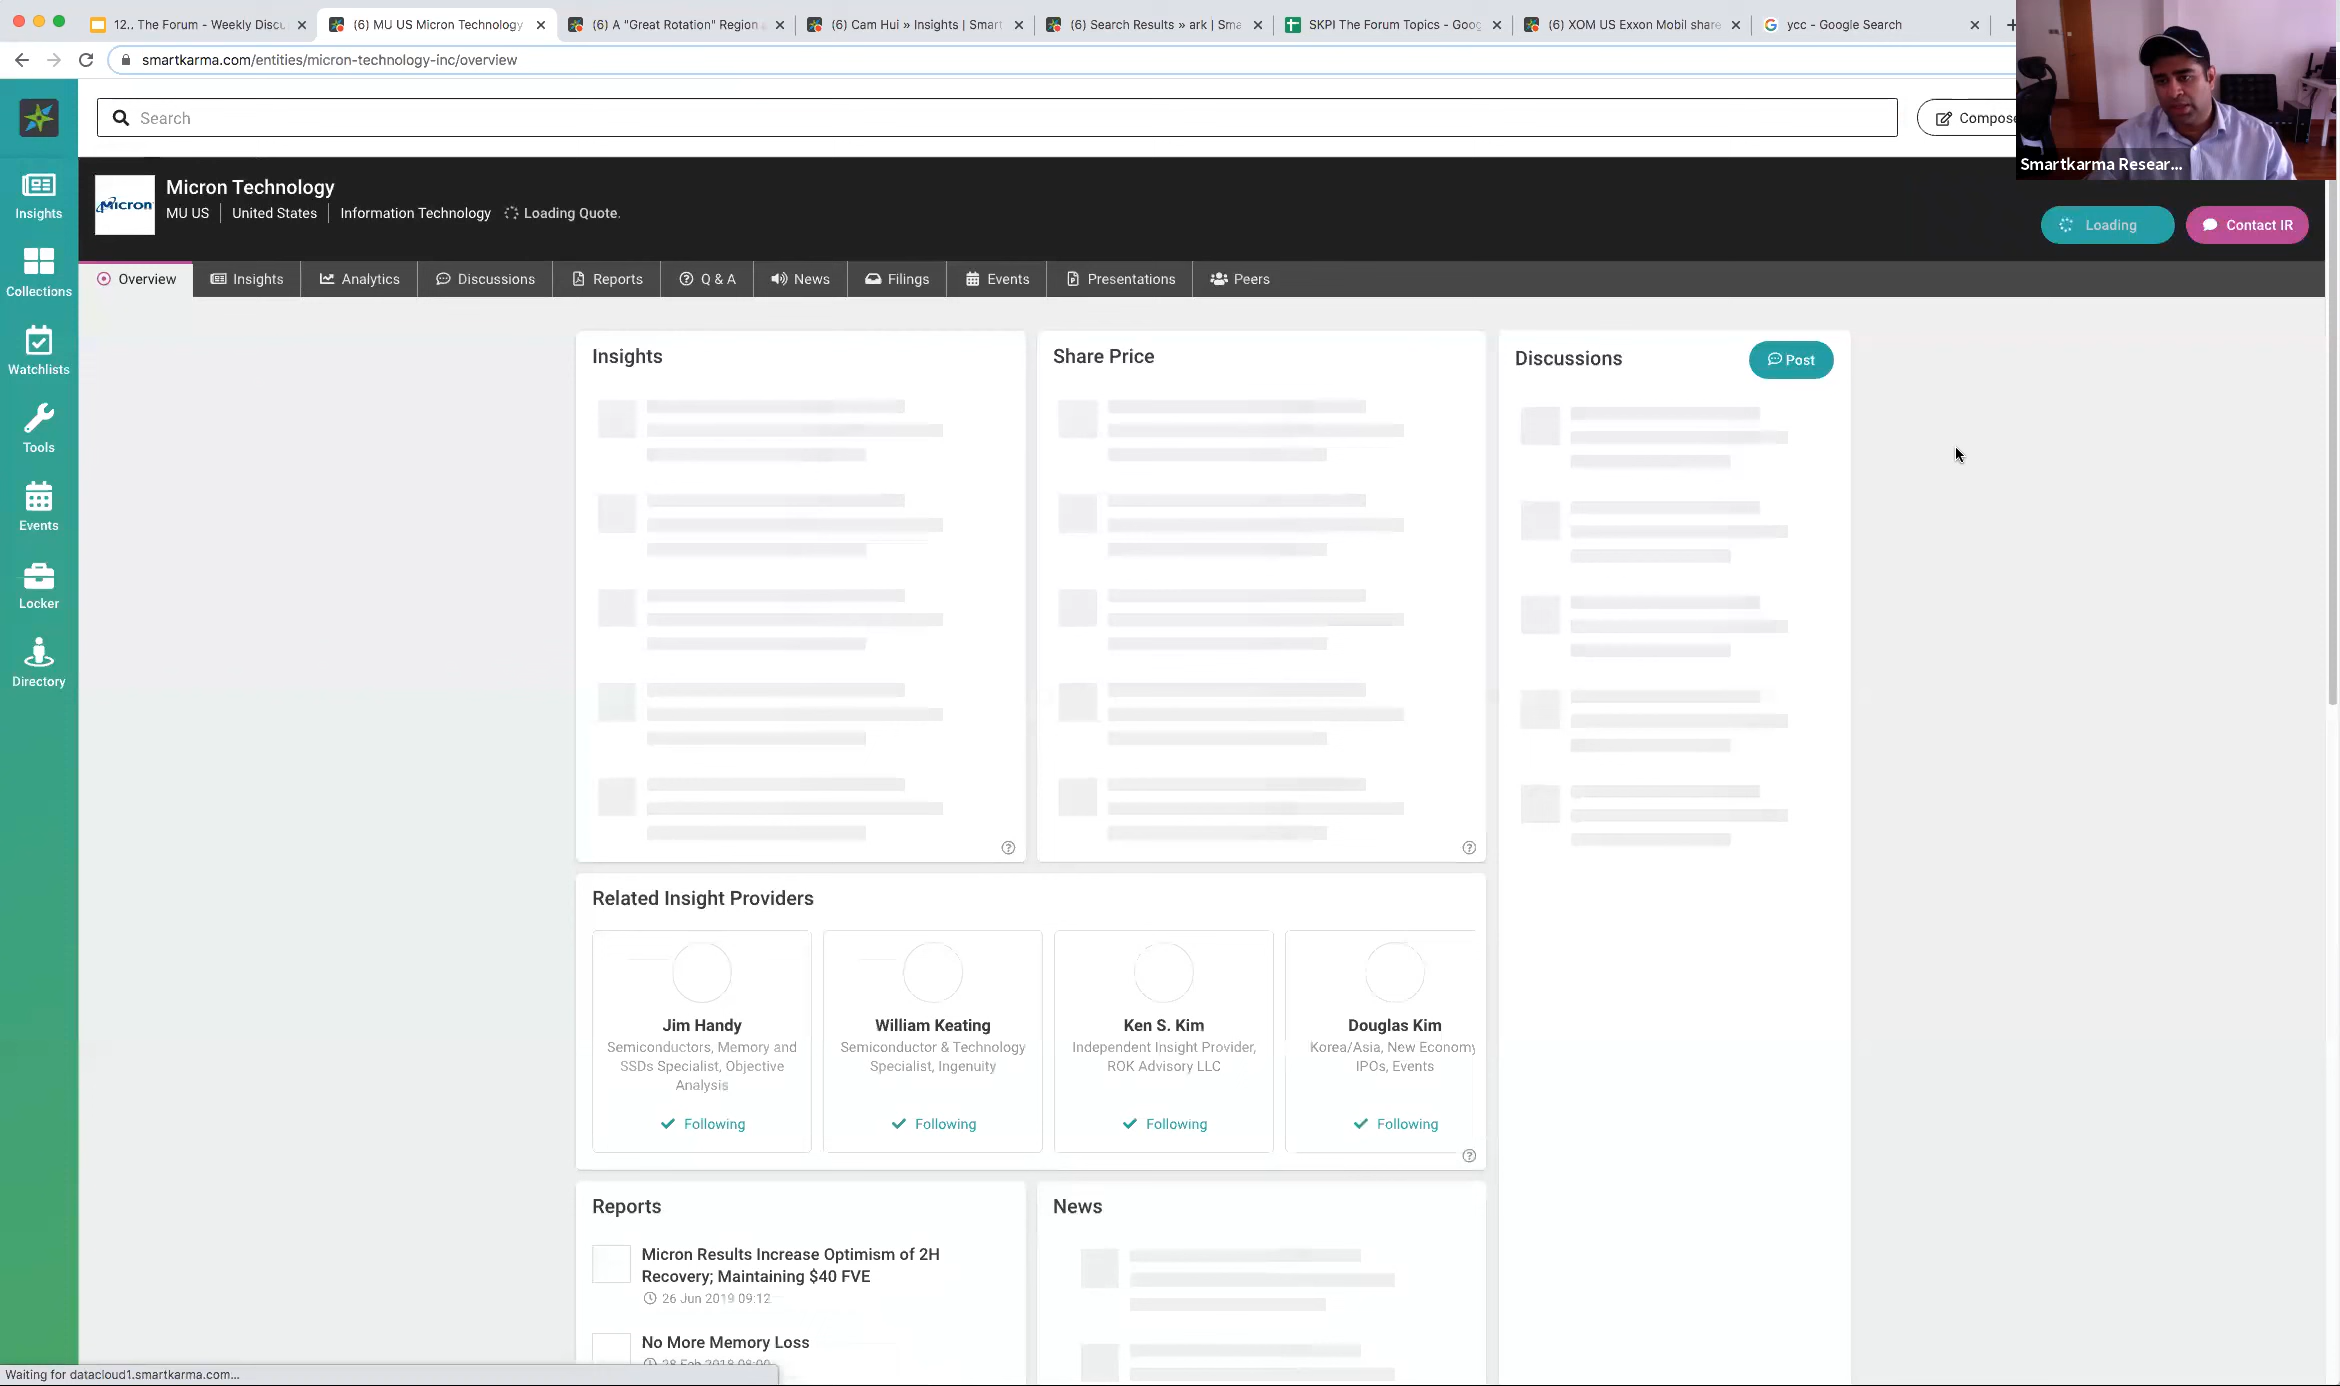 12.. The Forum - Weekly Discu
(6) MU US Micron Technology
(6) A "Great Rotation" Region
(6) Cam Hui » Insights | Smart
(6) Search Results » ark | Sma
SKPI The Forum Topics - Goog
(6) XOM US Exxon Mobil share
ycc - Google Search
smartkarma.com/entities/micron-technology-inc/overview
Search
Compose
Smartkarma Resear...
Micron
Micron Technology
MU US
United States
Information Technology
Loading Quote.
Loading
Contact IR
Insights
Collections
Watchlists
Tools
Events
Locker
Directory
Overview
Insights
Analytics
Discussions
Reports
Q & A
News
Filings
Events
Presentations
Peers
Insights
Share Price
Discussions
Post
Related Insight Providers
Jim Handy
Semiconductors, Memory and
SSDs Specialist, Objective
Analysis
Following
William Keating
Semiconductor & Technology
Specialist, Ingenuity
Following
Ken S. Kim
Independent Insight Provider,
ROK Advisory LLC
Following
Douglas Kim
Korea/Asia, New Economy
IPOs, Events
Following
Reports
Micron Results Increase Optimism of 2H
Recovery; Maintaining $40 FVE
26 Jun 2019 09:12
No More Memory Loss
News
Waiting for datacloud1.smartkarma.com...